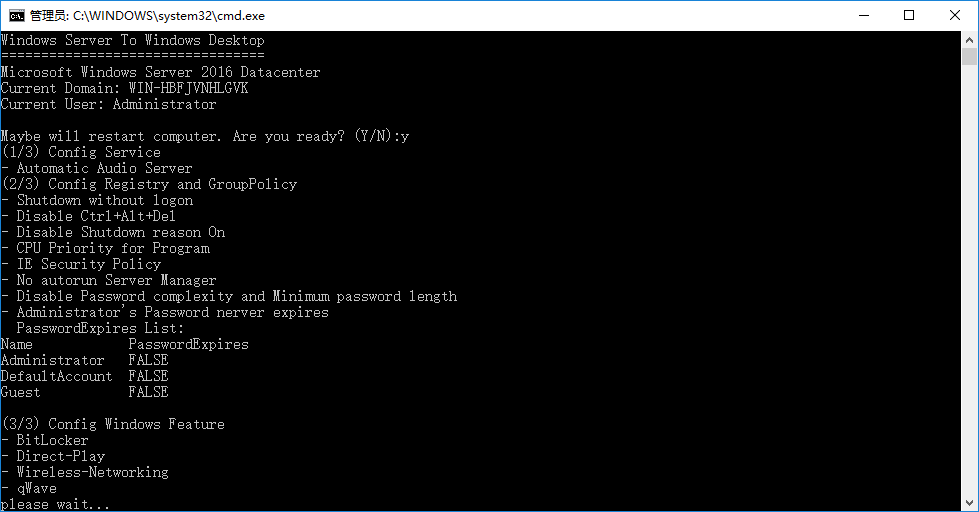 管理员: C:\WINDOWS\system32\cmd.exe
Windows Server To Windows Desktop
=================================
Microsoft Windows Server 2016 Datacenter
Current Domain: WIN-HBFJVNHLGVK
Current User: Administrator
Maybe will restart computer. Are you ready? (Y/N):y
(1/3) Config Service
- Automatic Audio Server
(2/3) Config Registry and GroupPolicy
- Shutdown without logon
- Disable Ctrl+Alt+Del
- Disable Shutdown reason On
- CPU Priority for Program
- IE Security Policy
- No autorun Server Manager
- Disable Password complexity and Minimum password length
- Administrator's Password nerver expires
  PasswordExpires List:
Name            PasswordExpires
Administrator   FALSE
DefaultAccount  FALSE
Guest           FALSE
(3/3) Config Windows Feature
- BitLocker
- Direct-Play
- Wireless-Networking
- qWave
please wait...